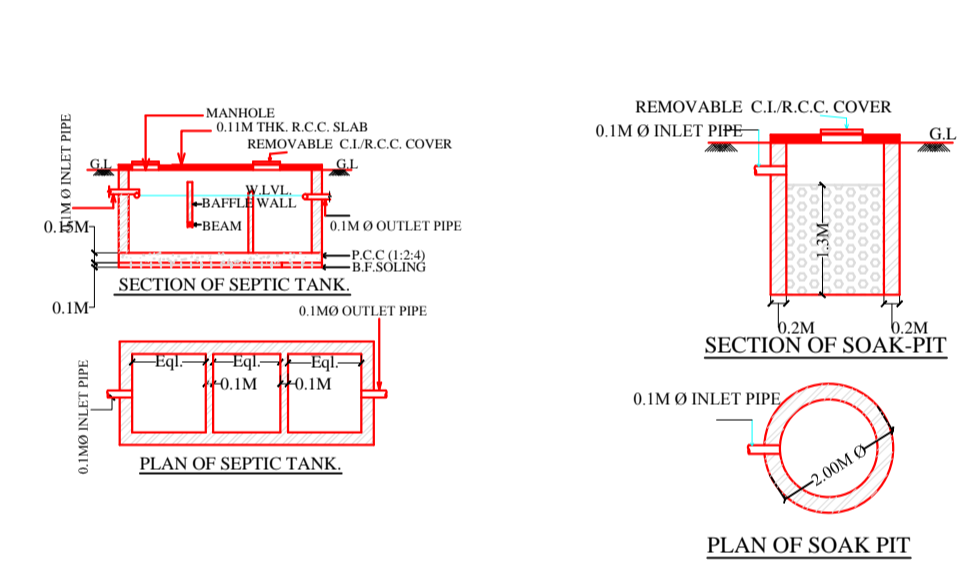 MANHOLE
0.11M THK. R.C.C. SLAB
REMOVABLE C.I./R.C.C. COVER
G.L
G.L
0.1M Ø INLET PIPE
W.LVL.
BAFFLE WALL
BEAM
0.1M Ø OUTLET PIPE
0.15M
P.C.C (1:2:4)
B.F.SOLING
0.1M
SECTION OF SEPTIC TANK.
0.1MØ OUTLET PIPE
0.1MØ INLET PIPE
Eql.
Eql.
Eql.
0.1M
0.1M
PLAN OF SEPTIC TANK.
REMOVABLE C.I./R.C.C. COVER
0.1M Ø INLET PIPE
G.L
1.3M
0.2M
0.2M
SECTION OF SOAK-PIT
0.1M Ø INLET PIPE
2.00M Ø
PLAN OF SOAK PIT